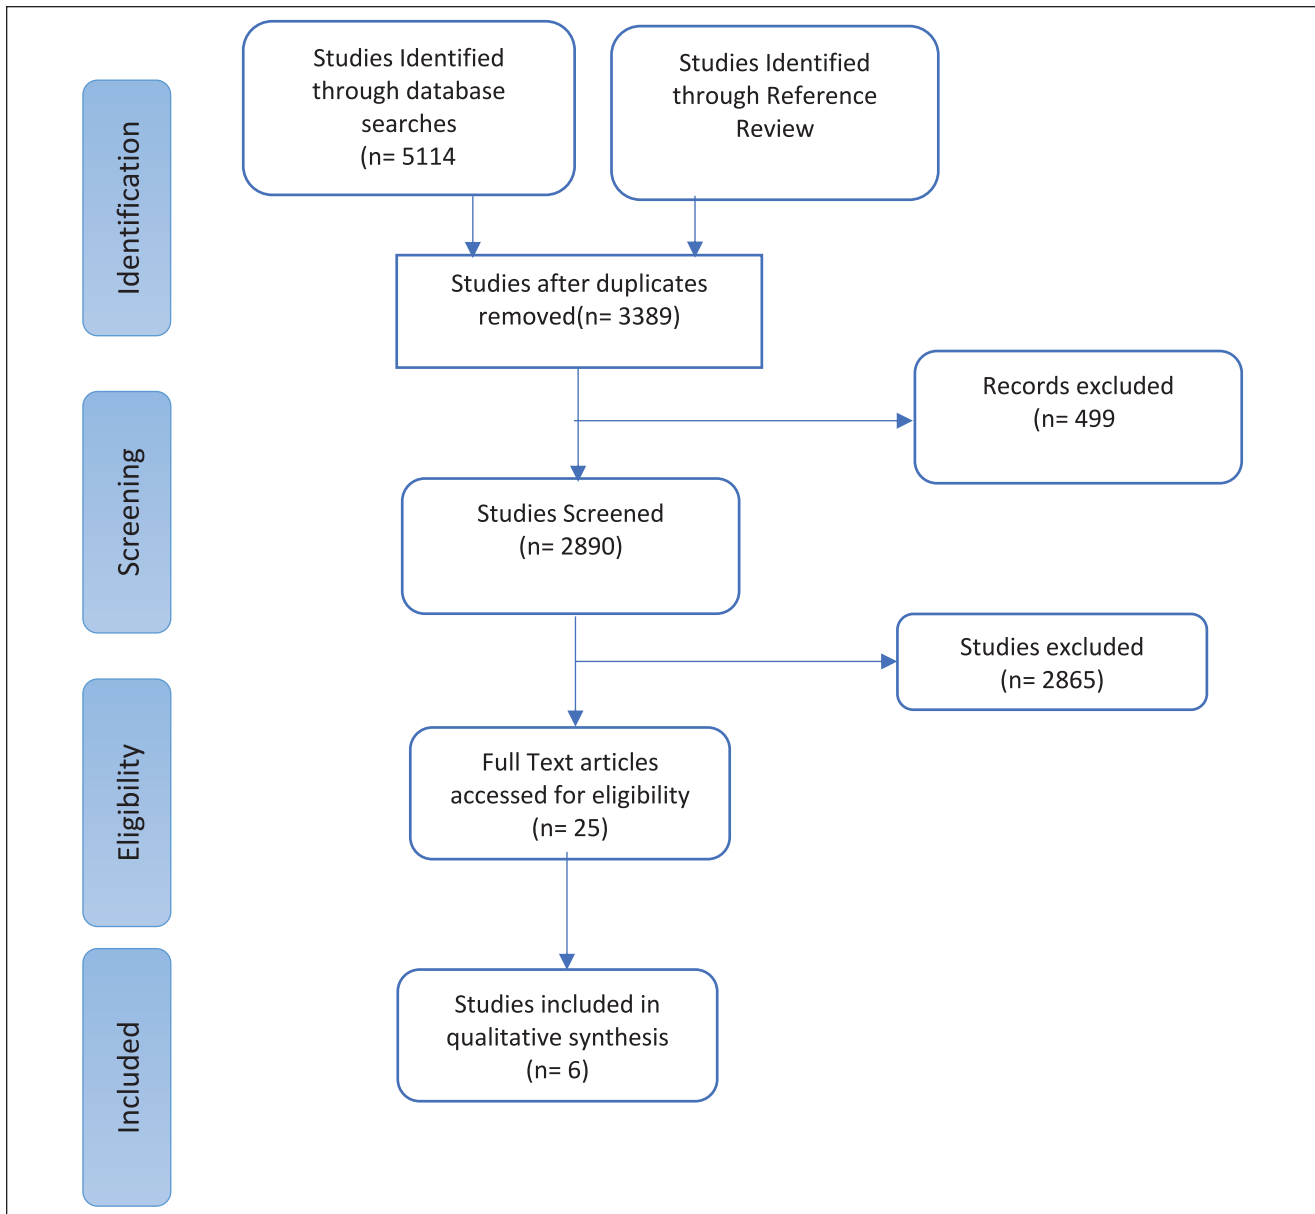 Identification
Studies Identified
through database
searches
(n= 5114
Studies Identified
through Reference
Review
Studies after duplicates
removed(n= 3389)
Screening
Records excluded
(n= 499
Studies Screened
(n= 2890)
Studies excluded
(n= 2865)
Eligibility
Full Text articles
accessed for eligibility
(n= 25)
Included
Studies included in
qualitative synthesis
(n= 6)